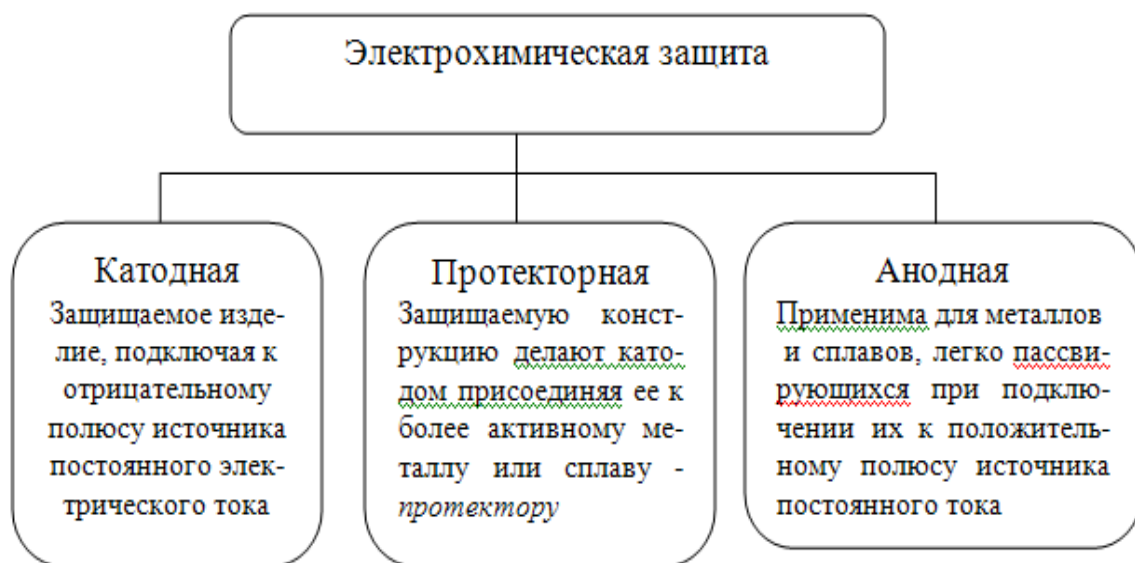 Электрохимическая защита
Катодная
Защищаемое изде-
лие, подключая к
отрицательному
полюсу источника
постоянного элек-
трического тока
Протекторная
Защищаемую конст-
рукцию делают като-
дом присоединяя ее к
более активному ме-
таллу или сплаву -
протектору
Анодная
Применима для металлов
и сплавов, легко пассви-
рующихся при подклю-
чении их к положитель-
ному полюсу источника
постоянного тока